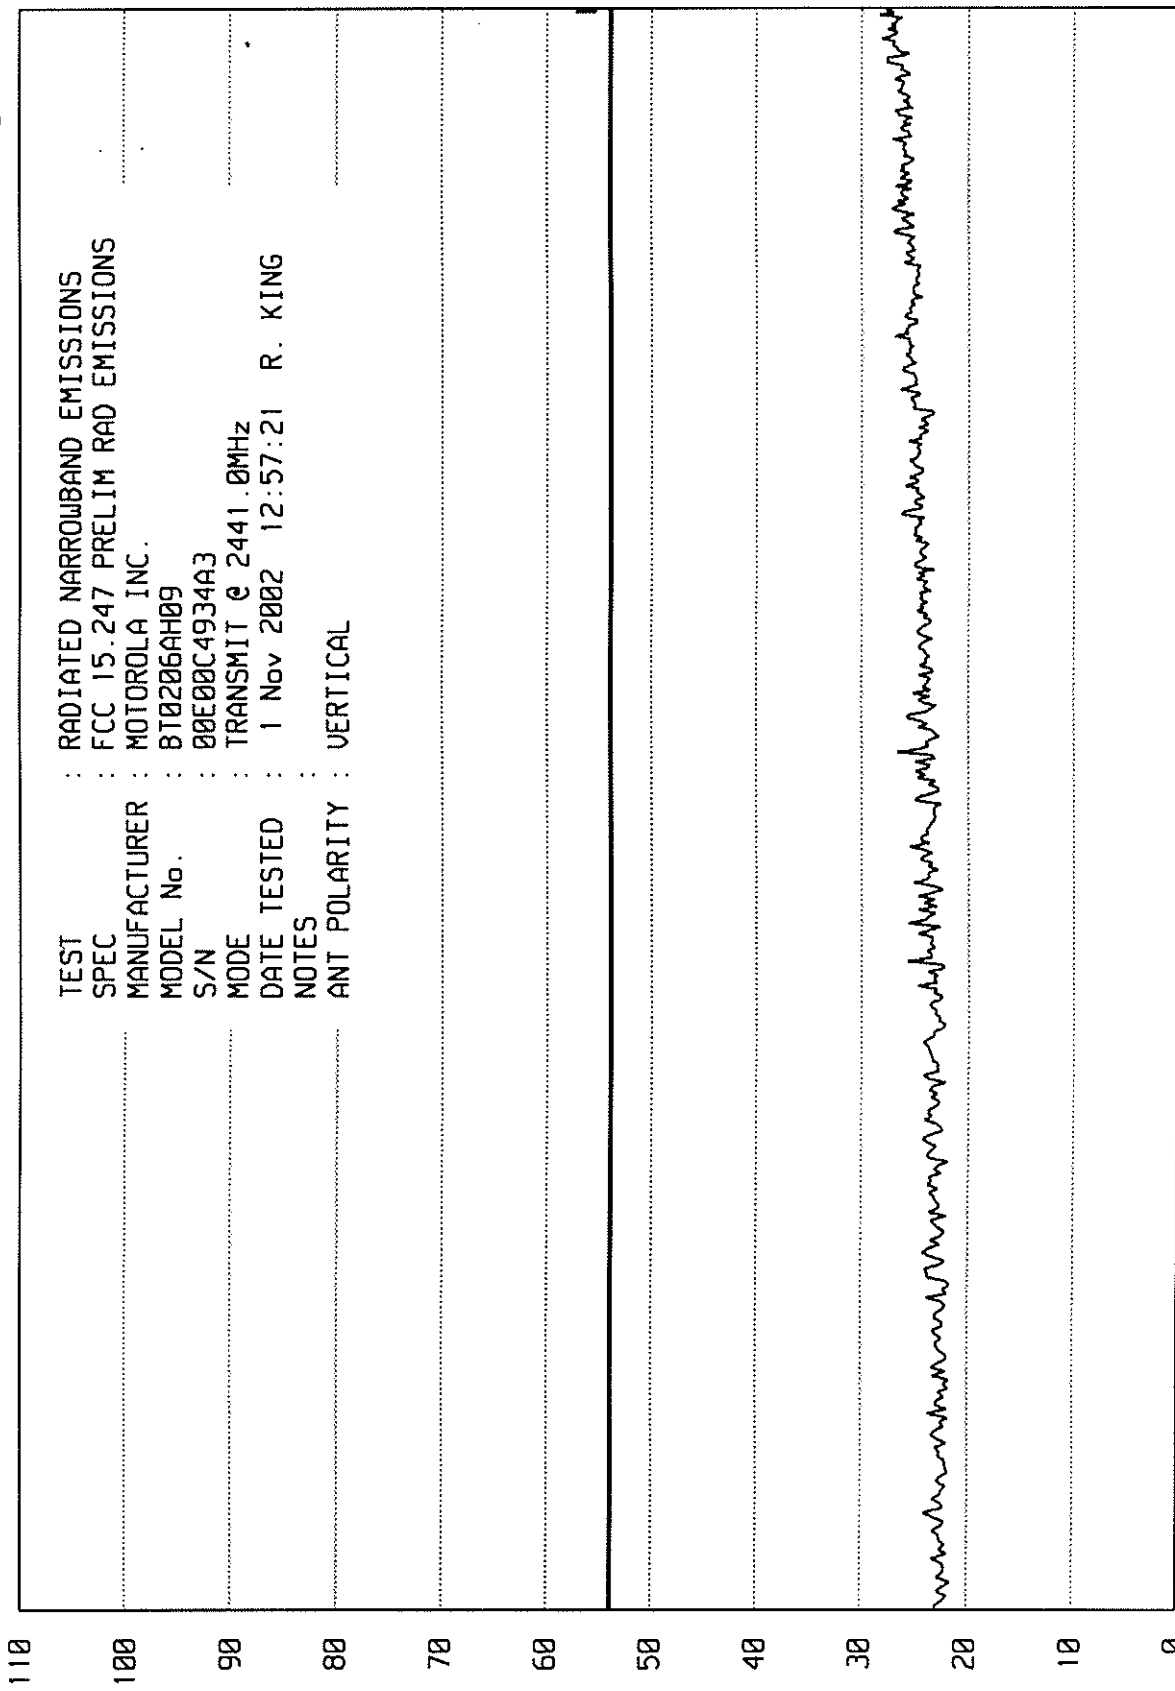 TEST : RADIATED NARROWBAND EMISSIONS
SPEC : FCC 15.247 PRELIM RAD EMISSIONS
MANUFACTURER : MOTOROLA INC.
MODEL No. : BT0206AH09
S/N : 00E00C4934A3
MODE : TRANSMIT @ 2441.0MHz
DATE TESTED : 1 Nov 2002 12:57:21 R. KING
NOTES :
ANT POLARITY : VERTICAL
110
100
90
80
70
60
50
40
30
20
10
0